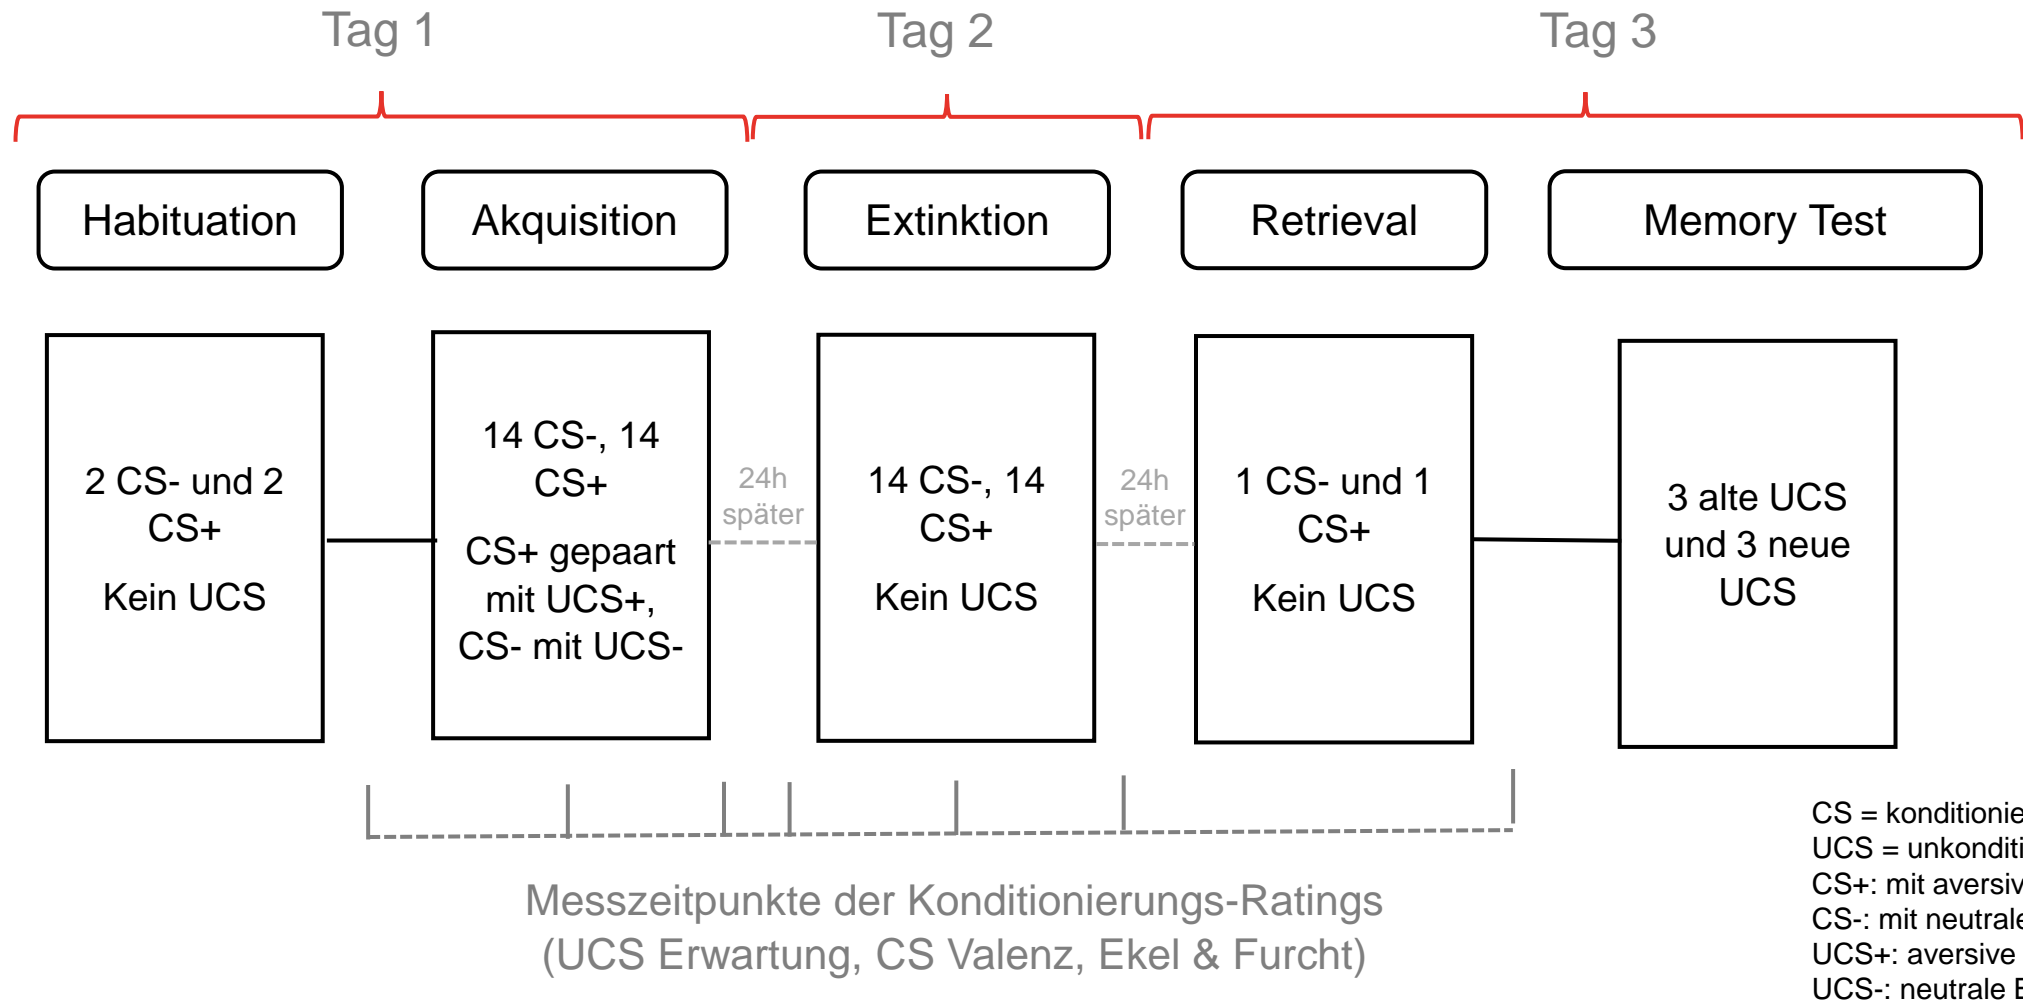 Tag 1
Tag 2
Tag 3
Habituation
Akquisition
Extinktion
Retrieval
Memory Test
2 CS- und 2
CS+
Kein UCS
14 CS-, 14
CS+
CS+ gepaart
mit UCS+,
CS- mit UCS-
24h
später
14 CS-, 14
CS+
Kein UCS
24h
später
1 CS- und 1
CS+
Kein UCS
3 alte UCS
und 3 neue
UCS
Messzeitpunkte der Konditionierungs-Ratings
(UCS Erwartung, CS Valenz, Ekel & Furcht)
CS =
UCS =
CS+: mit
CS-: mit
UCS+: aversive
UCS-: neutrale